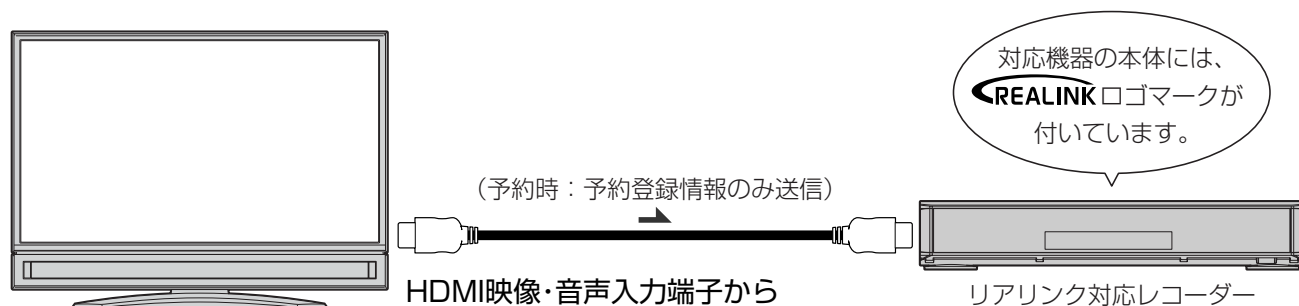 対応機器の本体には、
REALINKロゴマークが
付いています。
（予約時：予約登録情報のみ送信）
HDMI映像・音声入力端子から
リアリンク対応レコーダー